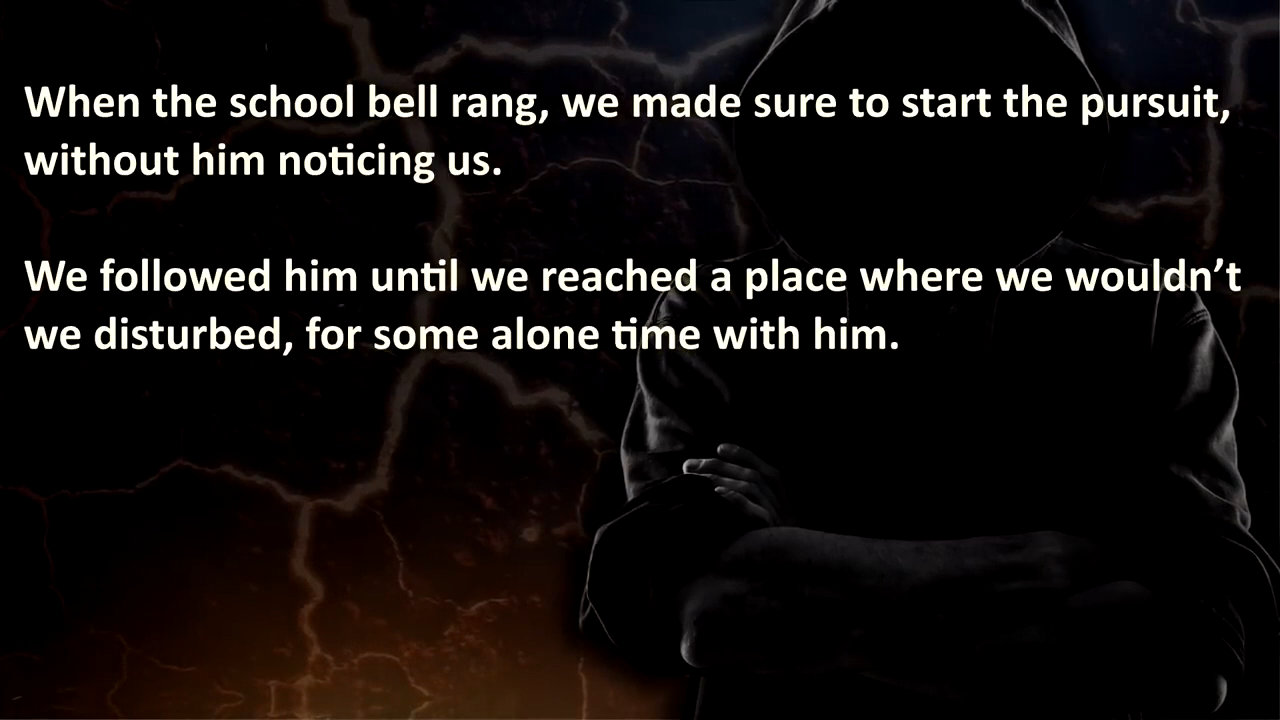 When the school bell rang, we made sure to start the pursuit,
without him noticing us.
We followed him until we reached a place where we wouldn’t
we disturbed, for some alone time with him.